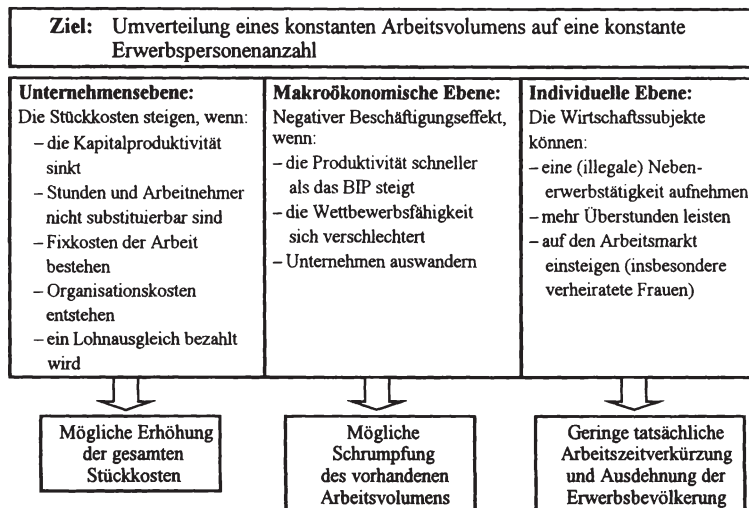 Ziel: Umverteilung eines konstanten Arbeitsvolumens auf eine konstante
Erwerbspersonenanzahl
Unternehmensebene:
Die Stückkosten steigen, wenn:
– die Kapitalproduktivität
sinkt
– Stunden und Arbeitnehmer
nicht substituierbar sind
– Fixkosten der Arbeit
bestehen
– Organisationskosten
entstehen
– ein Lohnausgleich bezahlt
wird
Makroökonomische Ebene:
Negativer Beschäftigungseffekt,
wenn:
– die Produktivität schneller
als das BIP steigt
– die Wettbewerbsfähigkeit
sich verschlechtert
– Unternehmen auswandern
Individuelle Ebene:
Die Wirtschaftssubjekte
können:
– eine (illegale) Neben-
erwerbstätigkeit aufnehmen
– mehr Überstunden leisten
– auf den Arbeitsmarkt
einsteigen (insbesondere
verheiratete Frauen)
Mögliche Erhöhung
der gesamten
Stückkosten
Mögliche
Schrumpfung
des vorhandenen
Arbeitsvolumens
Geringe tatsächliche
Arbeitszeitverkürzung
und Ausdehnung der
Erwerbsbevölkerung